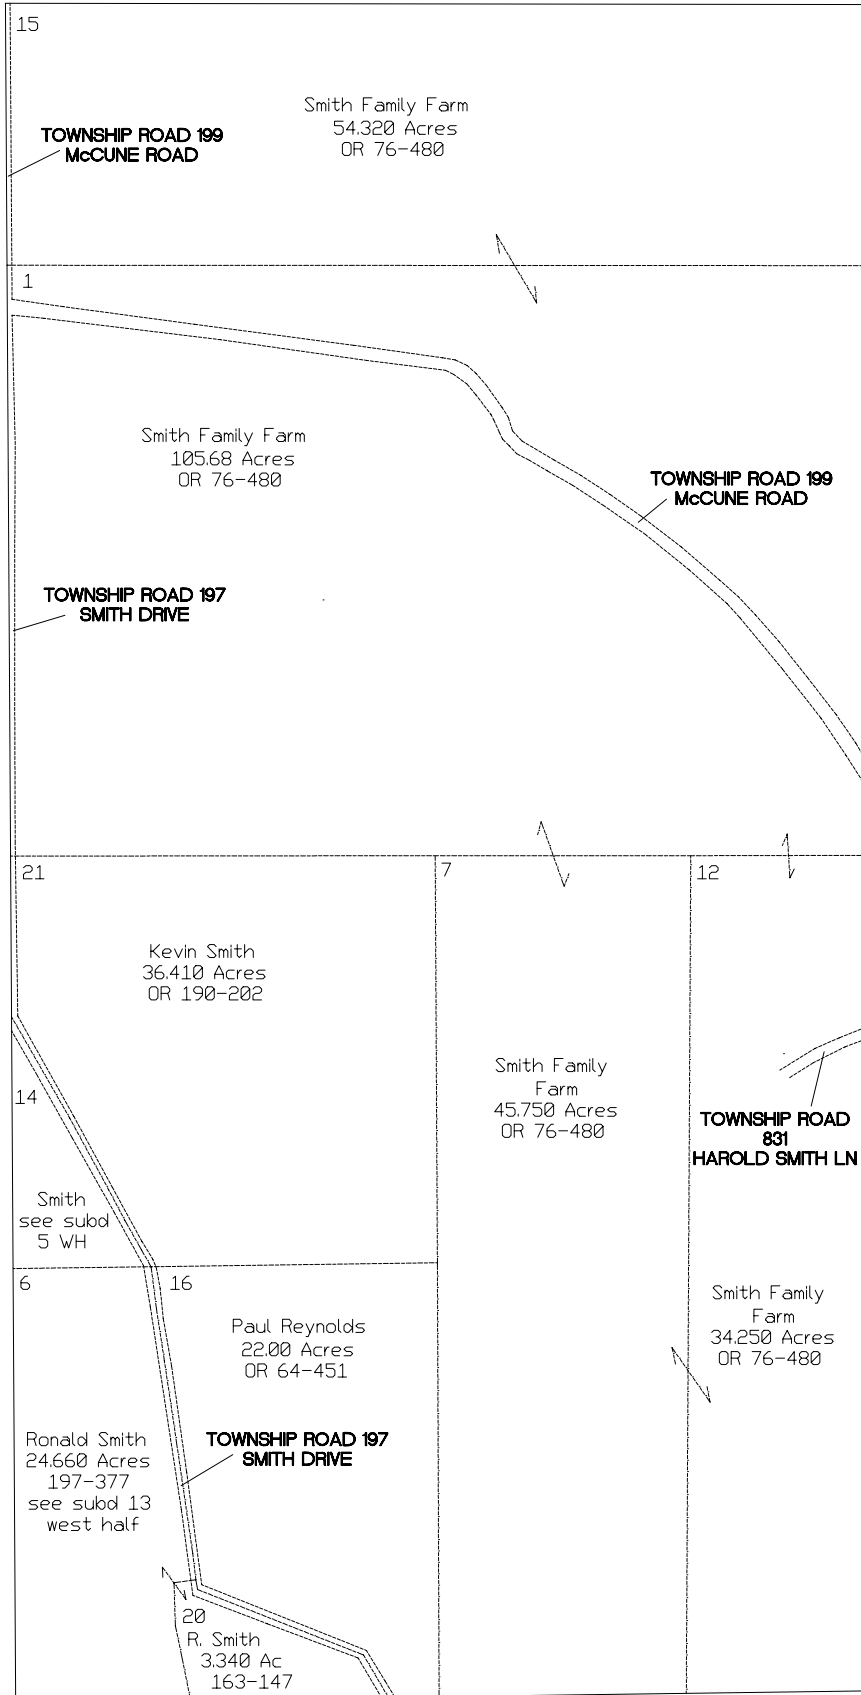 15
Smith Family Farm
54.320 Acres
OR 76-480
TOWNSHIP ROAD 199
McCUNE ROAD
1
Smith Family Farm
105.68 Acres
OR 76-480
TOWNSHIP ROAD 199
McCUNE ROAD
TOWNSHIP ROAD 197
SMITH DRIVE
21
7
12
Kevin Smith
36.410 Acres
OR 190-202
Smith Family
Farm
45.750 Acres
OR 76-480
14
TOWNSHIP ROAD
831
HAROLD SMITH LN
Smith
see subd
5 WH
6
16
Smith Family
Farm
34.250 Acres
OR 76-480
Paul Reynolds
22.00 Acres
OR 64-451
Ronald Smith
24.660 Acres
197-377
see subd 13
west half
TOWNSHIP ROAD 197
SMITH DRIVE
20
R. Smith
3.340 Ac
163-147